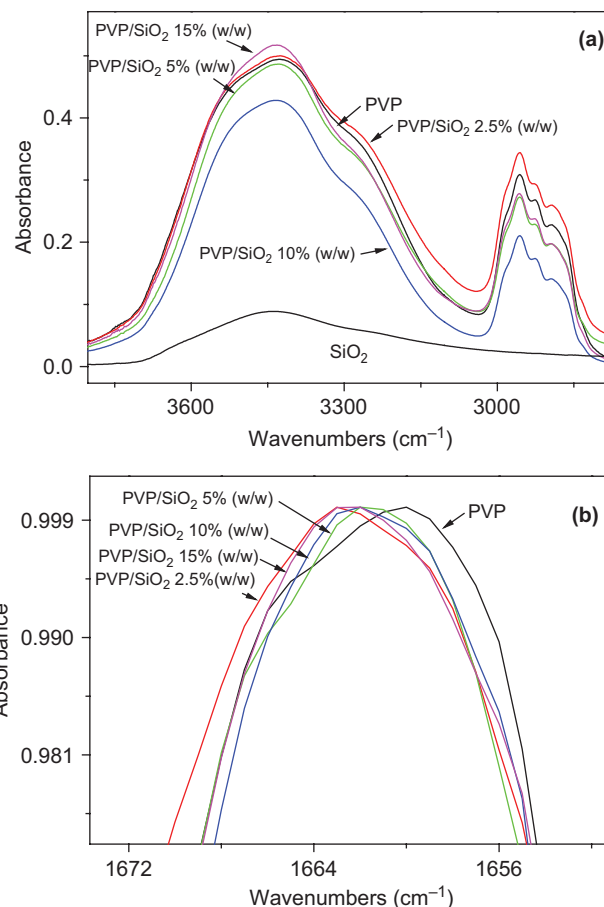 PVP/SiO₂ 15% (w/w)
(a)
PVP/SiO₂ 5% (w/w)
PVP
PVP/SiO₂ 2.5% (w/w)
PVP/SiO₂ 10% (w/w)
SiO₂
0.4
0.2
0.0
Absorbance
3600
3300
3000
Wavenumbers (cm⁻¹)
(b)
PVP/SiO₂ 5% (w/w)
PVP
PVP/SiO₂ 10% (w/w)
PVP/SiO₂ 15% (w/w)
PVP/SiO₂ 2.5%(w/w)
0.999
0.990
0.981
Absorbance
1672
1664
1656
Wavenumbers (cm⁻¹)